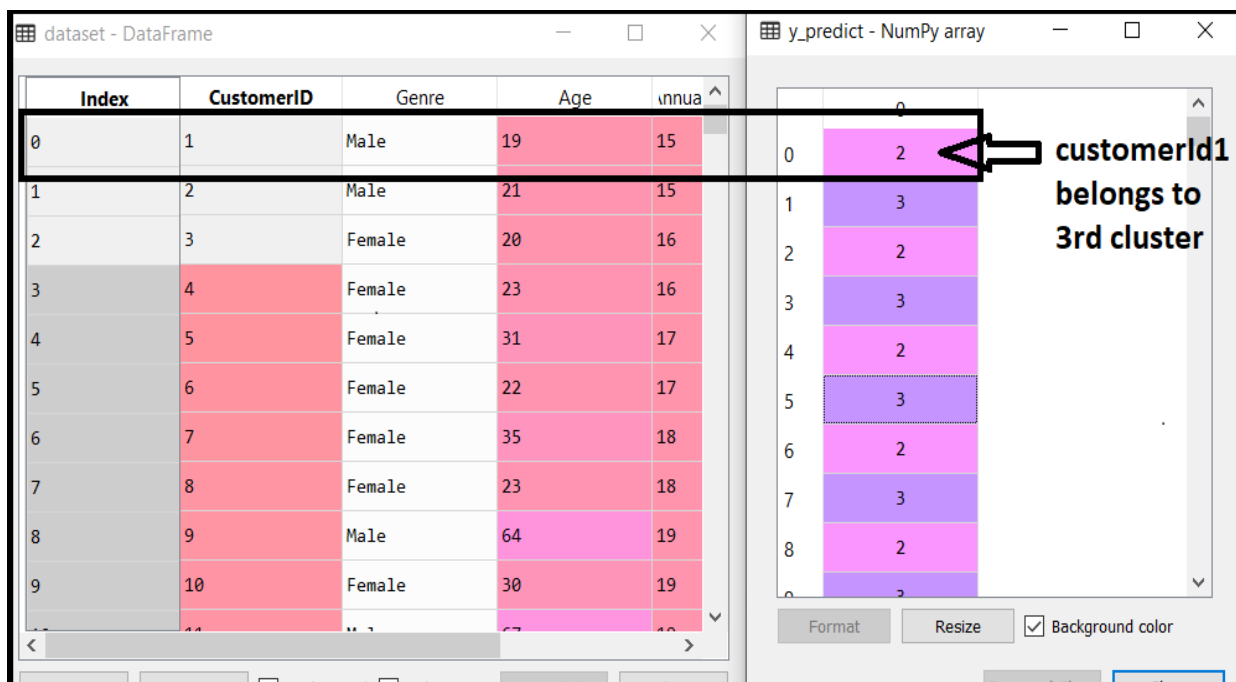 dataset - DataFrame
Index CustomerID Genre Age
0 1 Male 19 15
1 2 Male 21 15
2 3 Female 20 16
3 4 Female 23 16
4 5 Female 31 17
5 6 Female 22 17
6 7 Female 35 18
7 8 Female 23 18
8 9 Male 64 19
9 10 Female 30 19
y_predict - NumPy array
0
0 2
1 3
2 2
3 3
4 2
5 3
6 2
7 3
8 2
Format Resize Background color
customerId1
belongs to
3rd cluster